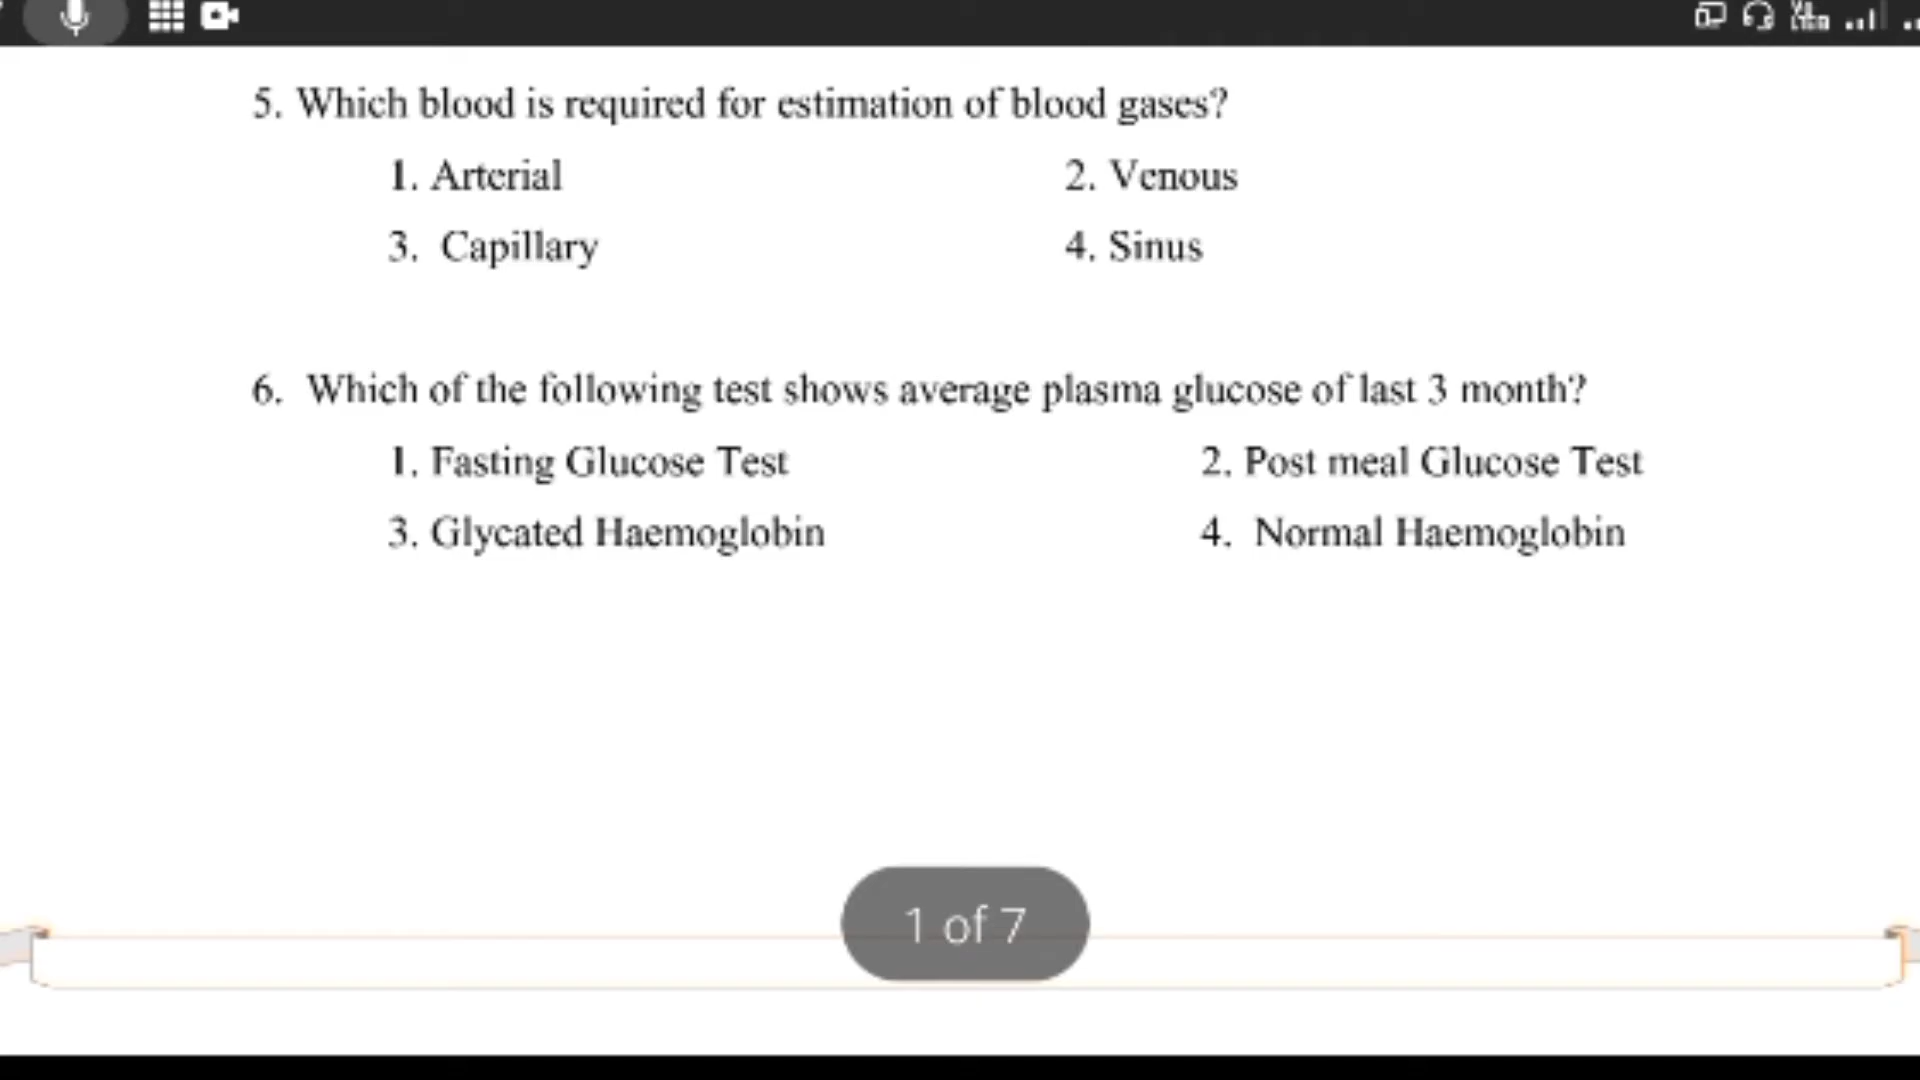 5. Which blood is required for estimation of blood gases?
1. Arterial 2. Venous
3. Capillary 4. Sinus
6. Which of the following test shows average plasma glucose of last 3 month?
1. Fasting Glucose Test 2. Post meal Glucose Test
3. Glycated Haemoglobin 4. Normal Haemoglobin
1 of 7